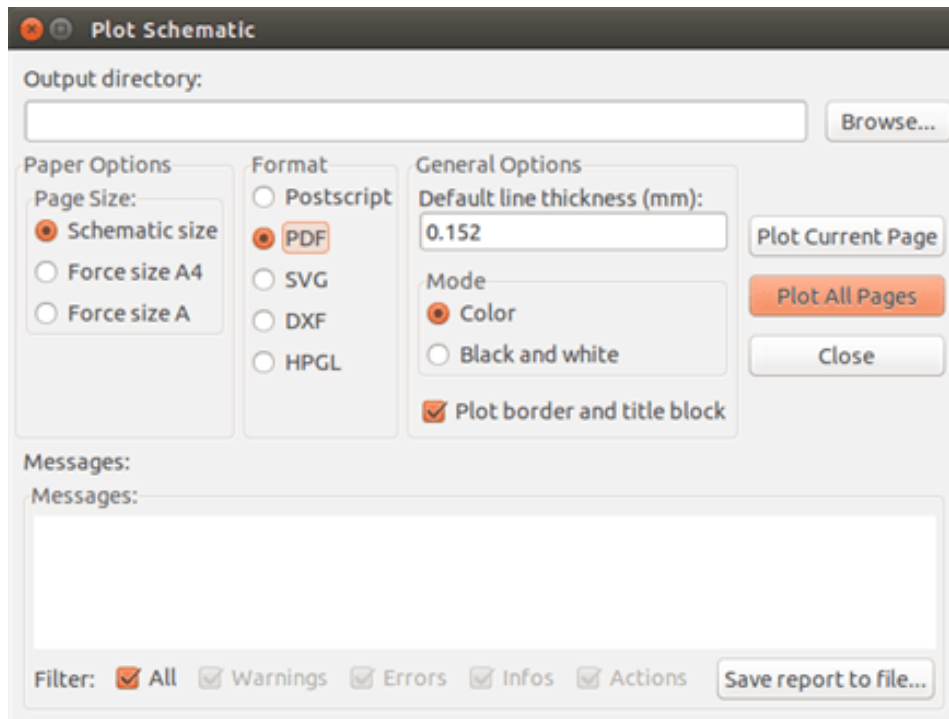 Plot Schematic
Output directory:
Browse...
Paper Options
Page Size:
Schematic size
Force size A4
Force size A
Format
Postscript
PDF
SVG
DXF
HPGL
General Options
Default line thickness (mm):
0.152
Mode
Color
Black and white
Plot border and title block
Plot Current Page
Plot All Pages
Close
Messages:
Messages:
Filter: All Warnings Errors Infos Actions Save report to file...